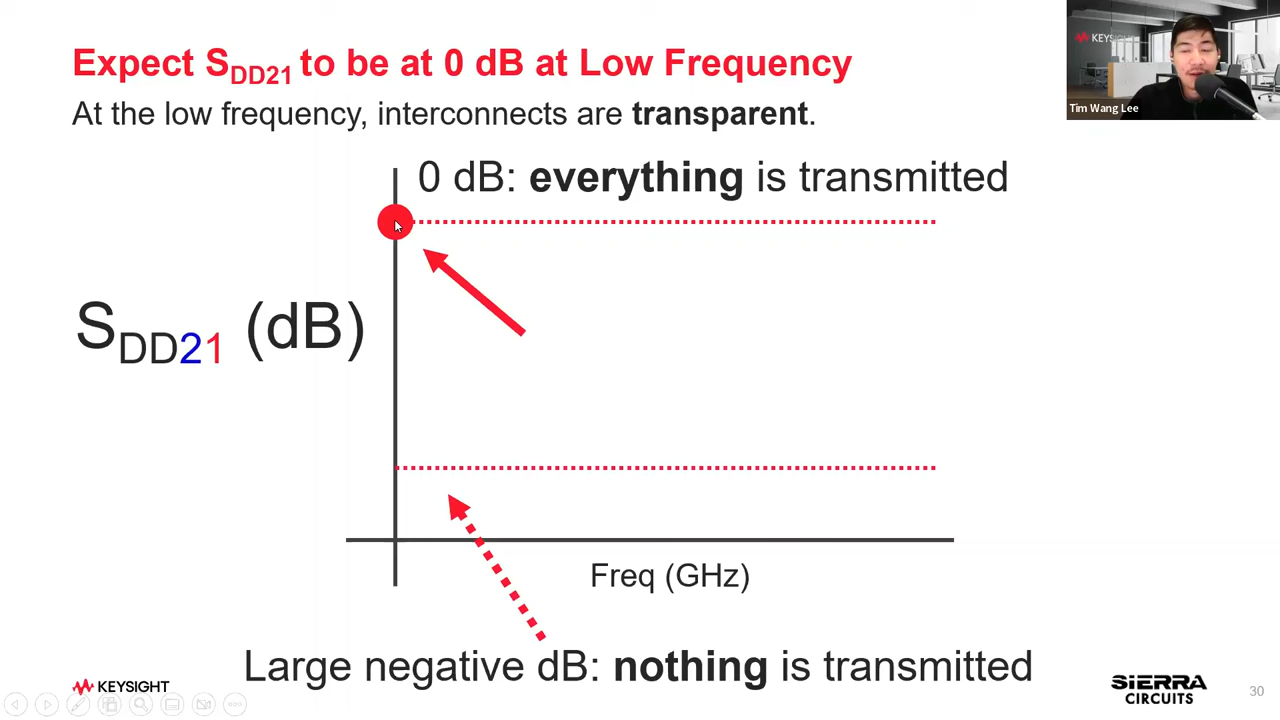 Expect SDD21 to be at 0 dB at Low Frequency
At the low frequency, interconnects are transparent.
KEYSIGHT
Tim Wang Lee
0 dB: everything is transmitted
SDD21 (dB)
Freq (GHz)
Large negative dB: nothing is transmitted
KEYSIGHT
SIERRA
CIRCUITS
30